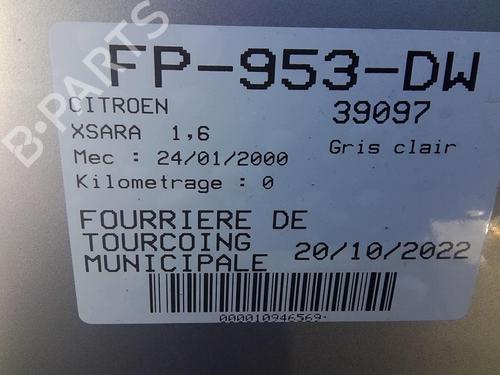 FP-953-DW
CITROEN 39097
XSARA 1,6
Mec : 24/01/2000 Gris clair
Kilometrage : 0
FOURRIERE DE
TOURCOING
MUNICIPALE 20/10/2022
000010946569
B-PARTS